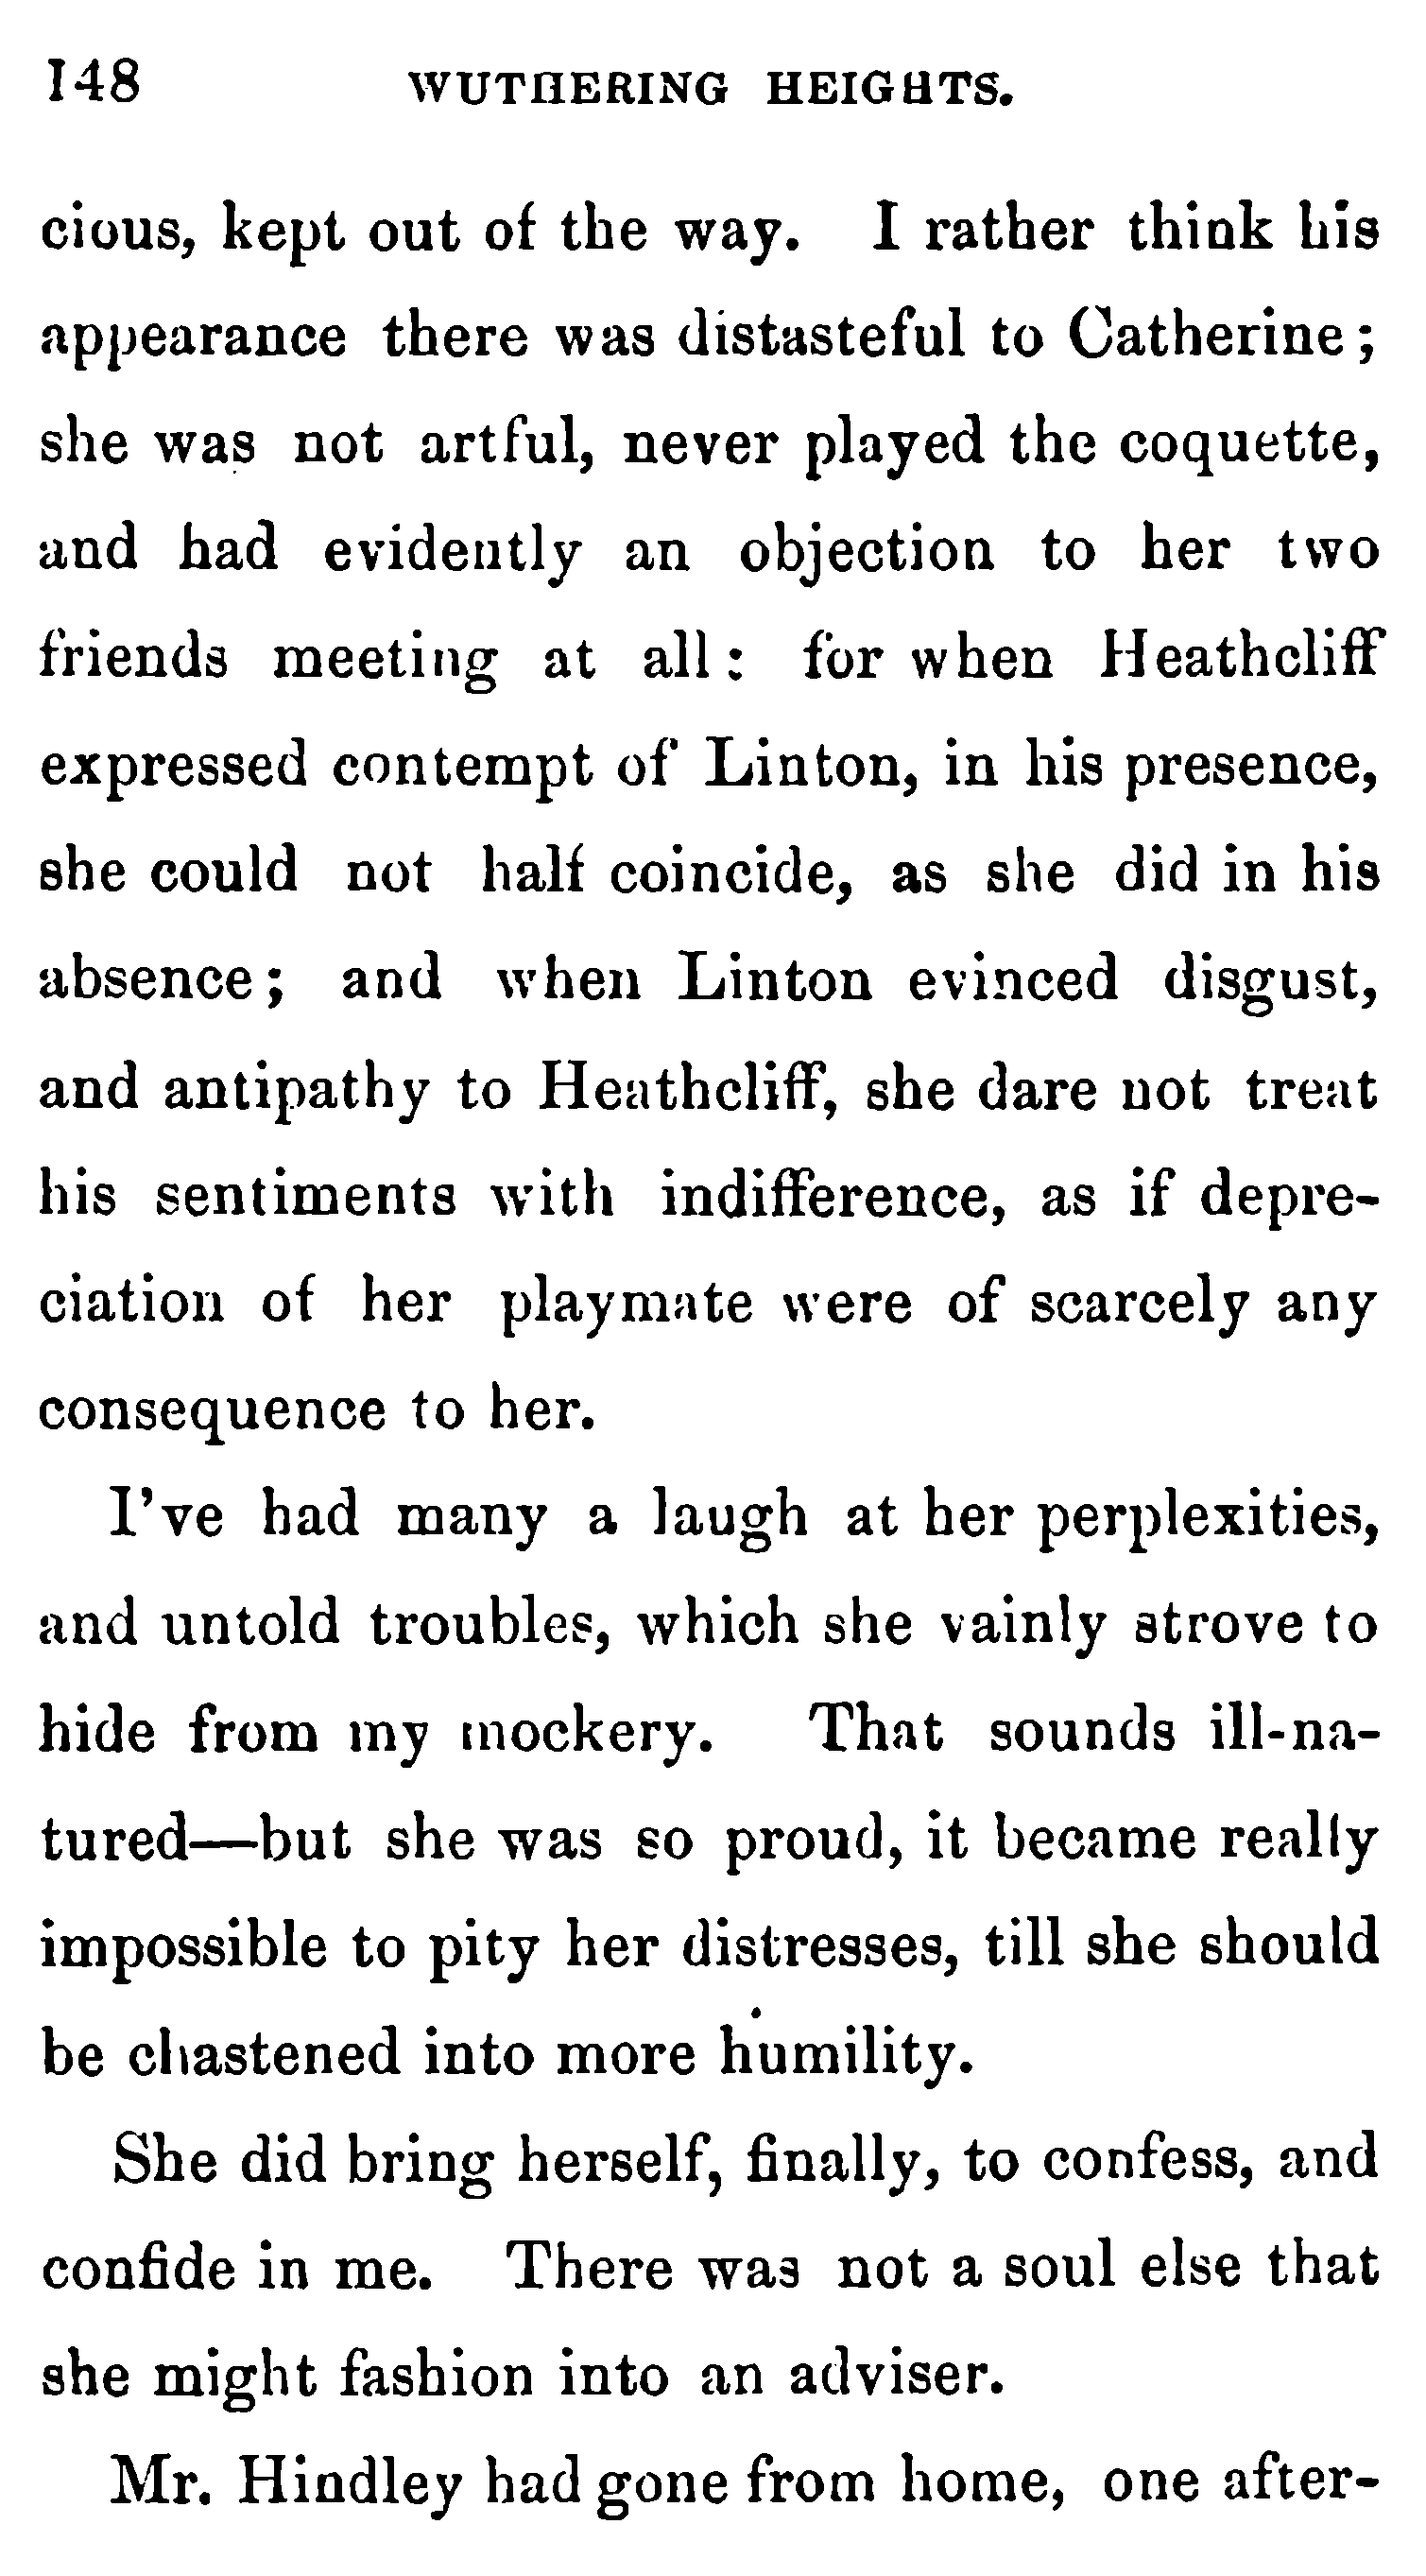 148 WUTHERING HEIGHTS.
cious, kept out of the way. I rather think his
appearance there was distasteful to Catherine;
she was not artful, never played the coquette,
and had evidently an objection to her two
friends meeting at all: for when Heathcliff
expressed contempt of Linton, in his presence,
she could not half coincide, as she did in his
absence; and when Linton evinced disgust,
and antipathy to Heathcliff, she dare not treat
his sentiments with indifference, as if depre-
ciation of her playmate were of scarcely any
consequence to her.
I've had many a laugh at her perplexities,
and untold troubles, which she vainly strove to
hide from my mockery. That sounds ill-na-
tured—but she was so proud, it became really
impossible to pity her distresses, till she should
be chastened into more humility.
She did bring herself, finally, to confess, and
confide in me. There was not a soul else that
she might fashion into an adviser.
Mr. Hindley had gone from home, one after-